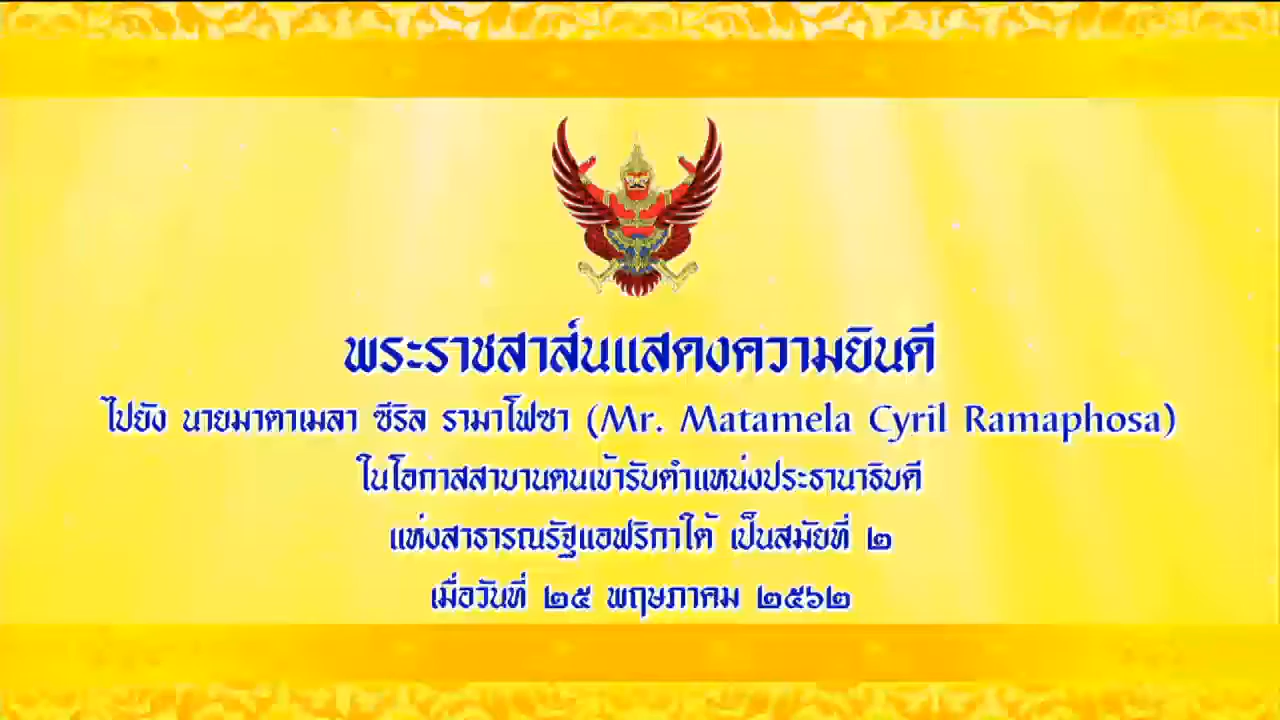 พระราชสาส์นแสดงความยินดี
ไปยัง นายมาตาเมลา ซีริล รามาโฟซา (Mr. Matamela Cyril Ramaphosa)
ในโอกาสสาบานตนเข้ารับตำแหน่งประธานาธิบดี
แห่งสาธารณรัฐแอฟริกาใต้ เป็นสมัยที่ ๒
เมื่อวันที่ ๒๕ พฤษภาคม ๒๕๖๒